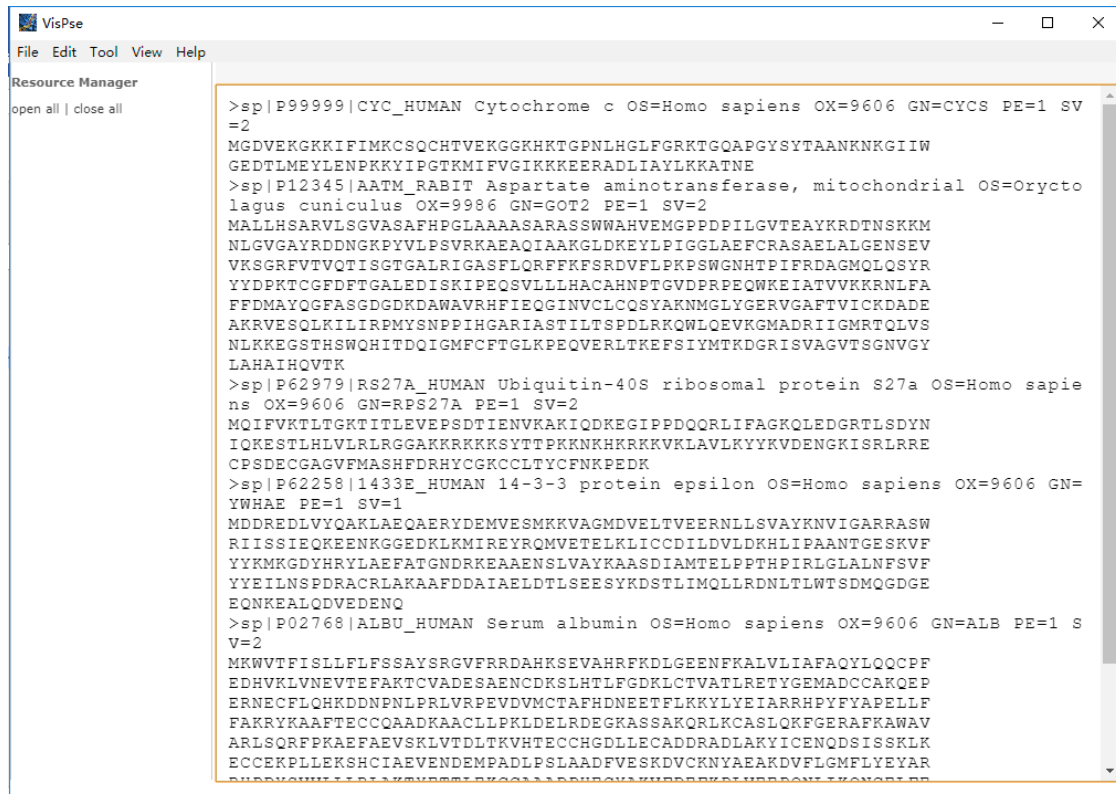 VisPse
File Edit Tool View Help
Resource Manager
open all | close all
>sp|P99999|CYC_HUMAN Cytochrome c OS=Homo sapiens OX=9606 GN=CYCS PE=1 SV
=2
MGDVEKGKKIFIMKCSQCHTVEKGGKHKTGPNLHGLFGRKTGQAPGYSYTAANKNKGIIW
GEDTLMEYLENPKKYIPGTKMIFVGIKKKEERADLIAYLKKATNE
>sp|P12345|AATM_RABIT Aspartate aminotransferase, mitochondrial OS=Orycto
lagus cuniculus OX=9986 GN=GOT2 PE=1 SV=2
MALLHSARVLSGVASAFHPGLAAAASARASSWWAHVEMGPPDPILGVTEAYKRDTNSKKM
NLGVGAYRDDNGKPYVLPSVRKAEAQIAAKGLDKEYLPIGGLAEFCRASAELALGENSEV
VKSGRFVTVQTISGTGALRIGASFLQRFFKFSRDVFLPKPSWGNHTPIFRDAGMQLQSYR
YYDPKTCGFDFTGALEDISKIPEQSVLLLHACAHNPTGVDPRPEQWKEIATVVKKRNLFA
FFDMAYQGFASGDGDKDAWAVRHFIEQGINVCLCQSYAKNMGLYGERVGAFTVICKDADE
AKRVESQLKILIRPMYSNPPIHGARIASTILTSPDLRKQWLQEVKGMADRIIGMRTQLVS
NLKKEGSTHSWQHITDQIGMFCFTGLKPEQVERLTKEFSIYMTKDGRISVAGVTSGNVGY
LAHAIHQVTK
>sp|P62979|RS27A_HUMAN Ubiquitin-40S ribosomal protein S27a OS=Homo sapie
ns OX=9606 GN=RPS27A PE=1 SV=2
MQIFVKTLTGKTITLEVEPSDTIENVKAKIQDKEGIPPDQQRLIFAGKQLEDGRTLSDYN
IQKESTLHLVLRLRGGAKKRKKKSYTTPKKNKHKRKKVKLAVLKYYKVDENGKISRLRRE
CPSDECGAGVFMASHFDRHYCGKCCLTYCFNKPEDK
>sp|P62258|1433E_HUMAN 14-3-3 protein epsilon OS=Homo sapiens OX=9606 GN=
YWHAE PE=1 SV=1
MDDREDLVYQAKLAEQAERYDEMVESMKKVAGMDVELTVEERNLLSVAYKNVIGARRASW
RIISSIEQKEENKGGEDKLKMIREYRQMVETELKLICCDILDVLDKHLIPAANTGESKVF
YYKMKGDYHRYLAEFATGNDRKEAAENSLVAYKAASDIAMTELPPTHPIRLGLALNFSVF
YYEILNSPDRACRLAKAAFDDAIAELDTLSEESYKDSTLIMQLLRDNLTLWTSDMQGDGE
EQNKEALQDVEDENQ
>sp|P02768|ALBU_HUMAN Serum albumin OS=Homo sapiens OX=9606 GN=ALB PE=1 S
V=2
MKWVTFISLLFLFSSAYSRGVFRRDAHKSEVAHRFKDLGEENFKALVLIAFAQYLQQCPF
EDHVKLVNEVTEFAKTCVADESAENCDKSLHTLFGDKLCTVATLRETYGEMADCCAKQEP
ERNECFLQHKDDNPNLPRLVRPEVDVMCTAFHDNEETFLKKYLYEIARRHPYFYAPELLF
FAKRYKAAFTECCQAADKAACLLPKLDELRDEGKASSAKQRLKCASLQKFGERAFKAWAV
ARLSQRFPKAEFAEVSKLVTDLTKVHTECCHGDLLECADDRADLAKYICENQDSISSKLK
ECCEKPLLEKSHCIAEVENDEMPADLPSLAADFVESKDVCKNYAEAKDVFLGMFLYEYAR